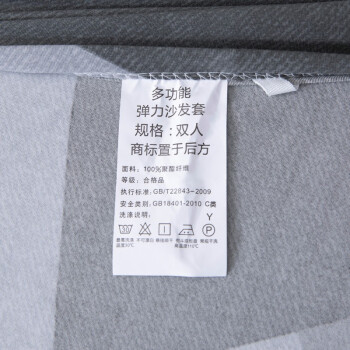 多功能
弹力沙发套
规格：双人
商标置于后方
面料：100%聚酯纤维
等级：合格品
执行标准：GB/T22843-2009
安全类别：GB18401-2010 C类
洗涤说明：
Y
P